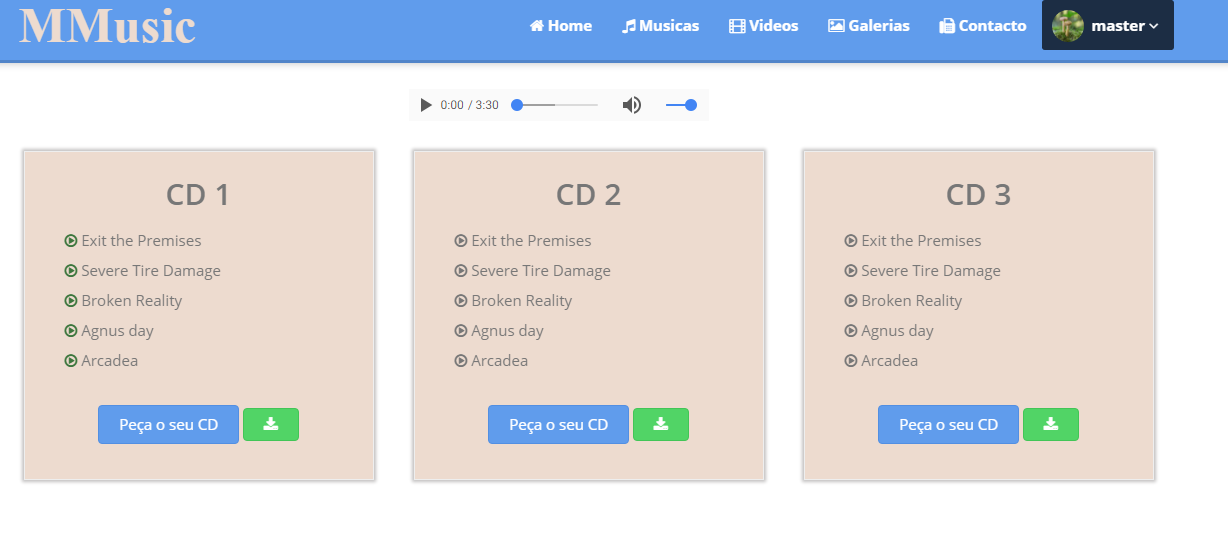 MMusic Home Musicas Videos Galerias Contacto master
0:00 / 3:30
CD 1
Exit the Premises
Severe Tire Damage
Broken Reality
Agnus day
Arcadea
Peça o seu CD
CD 2
Exit the Premises
Severe Tire Damage
Broken Reality
Agnus day
Arcadea
Peça o seu CD
CD 3
Exit the Premises
Severe Tire Damage
Broken Reality
Agnus day
Arcadea
Peça o seu CD